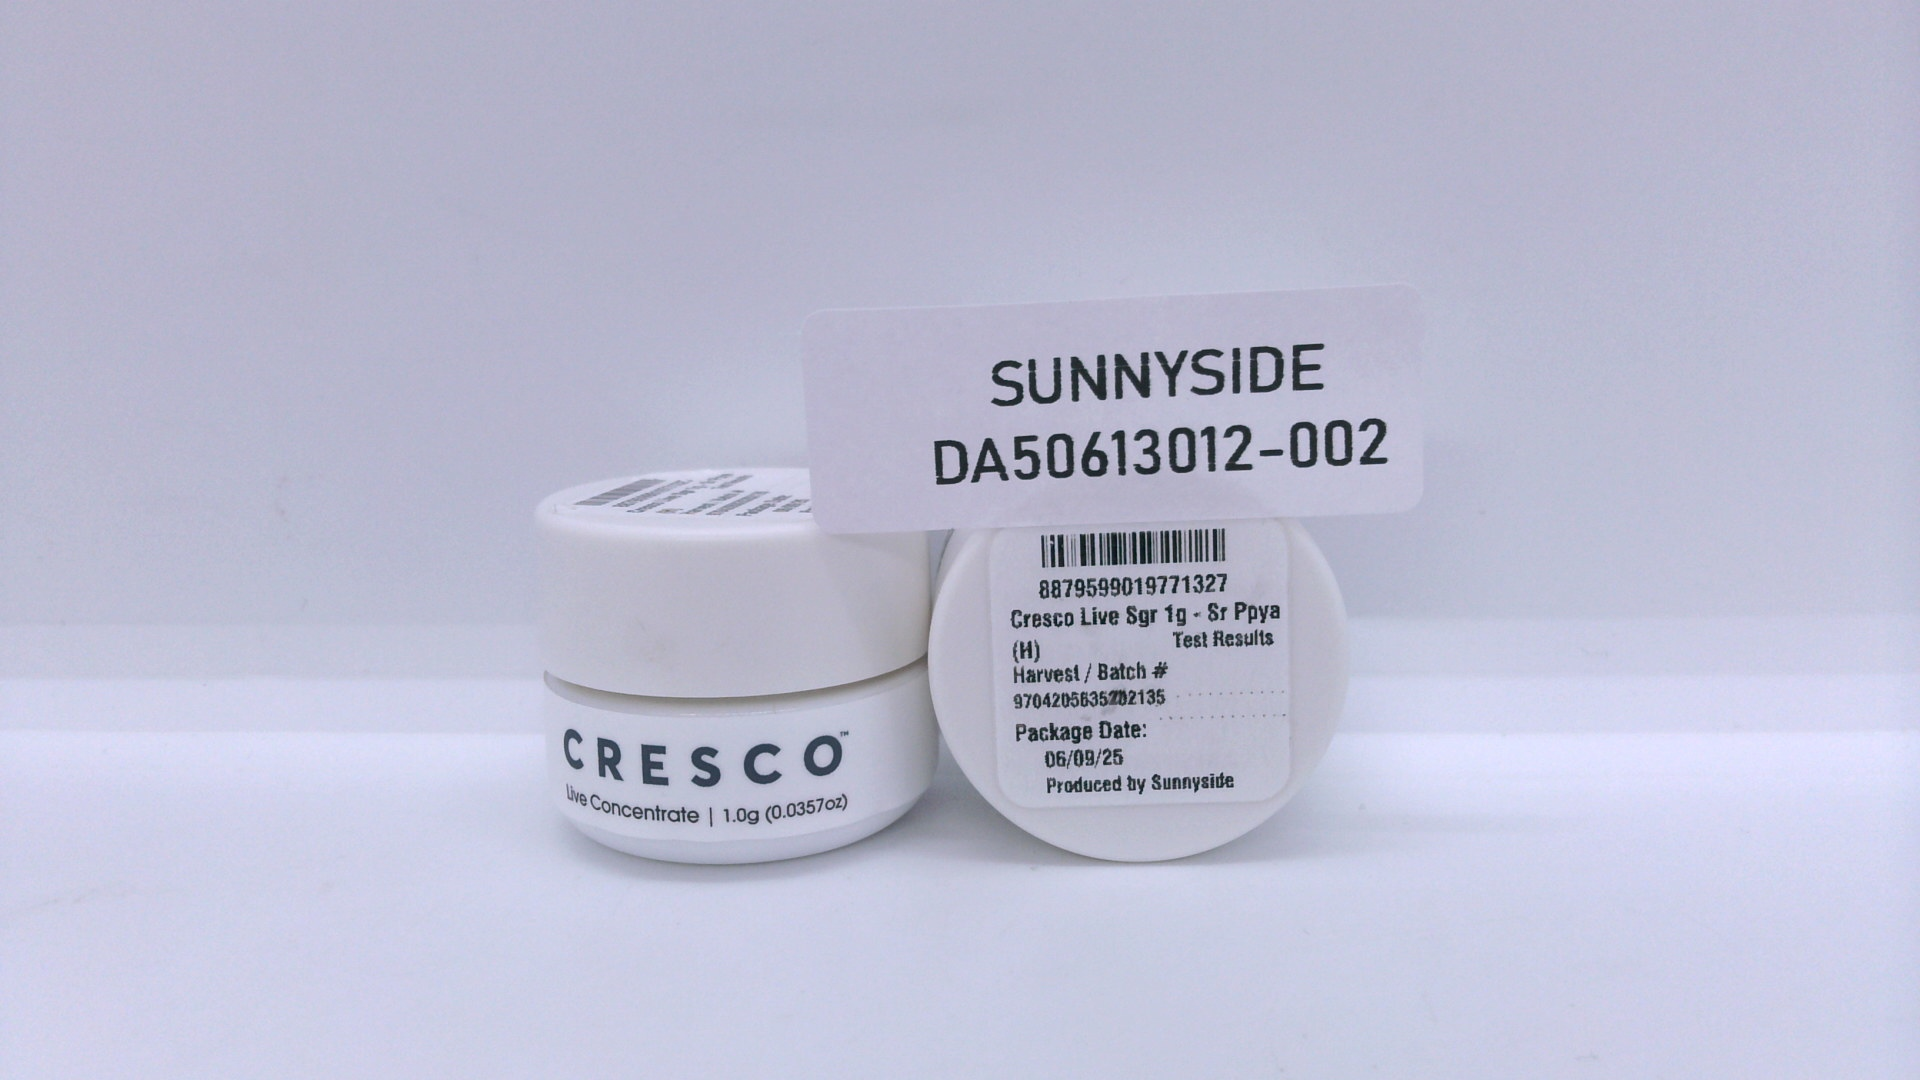 SUNNYSIDE
DA50613012-002
CRESCO™
Live Concentrate | 1.0g (0.0357oz)
8879599019771327
Cresco Live Sgr 1g - Sr Ppya
(H)
Test Results
Harvest / Batch #
Package Date:
06/09/25
Produced by Sunnyside